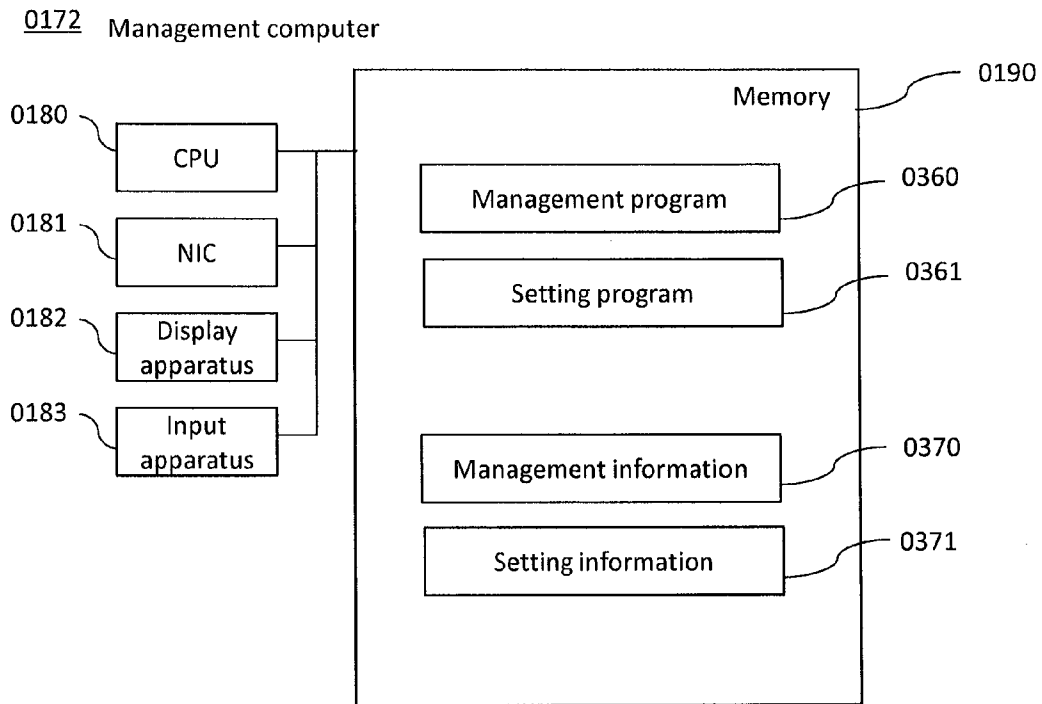 0172 Management computer
0190
Memory
0180
CPU
0360
Management program
0181
NIC
0361
Setting program
0182
Display
apparatus
0183
Input
apparatus
0370
Management information
0371
Setting information